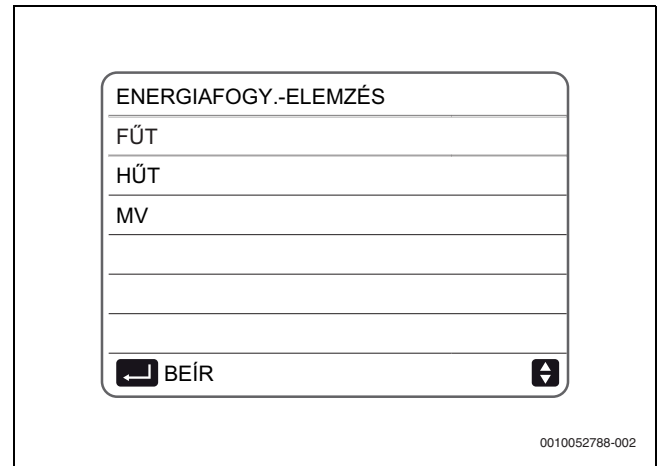 ENERGIAFOGY.-ELEMZÉS
FŰT
HŰT
MV
BEÍR
0010052788-002